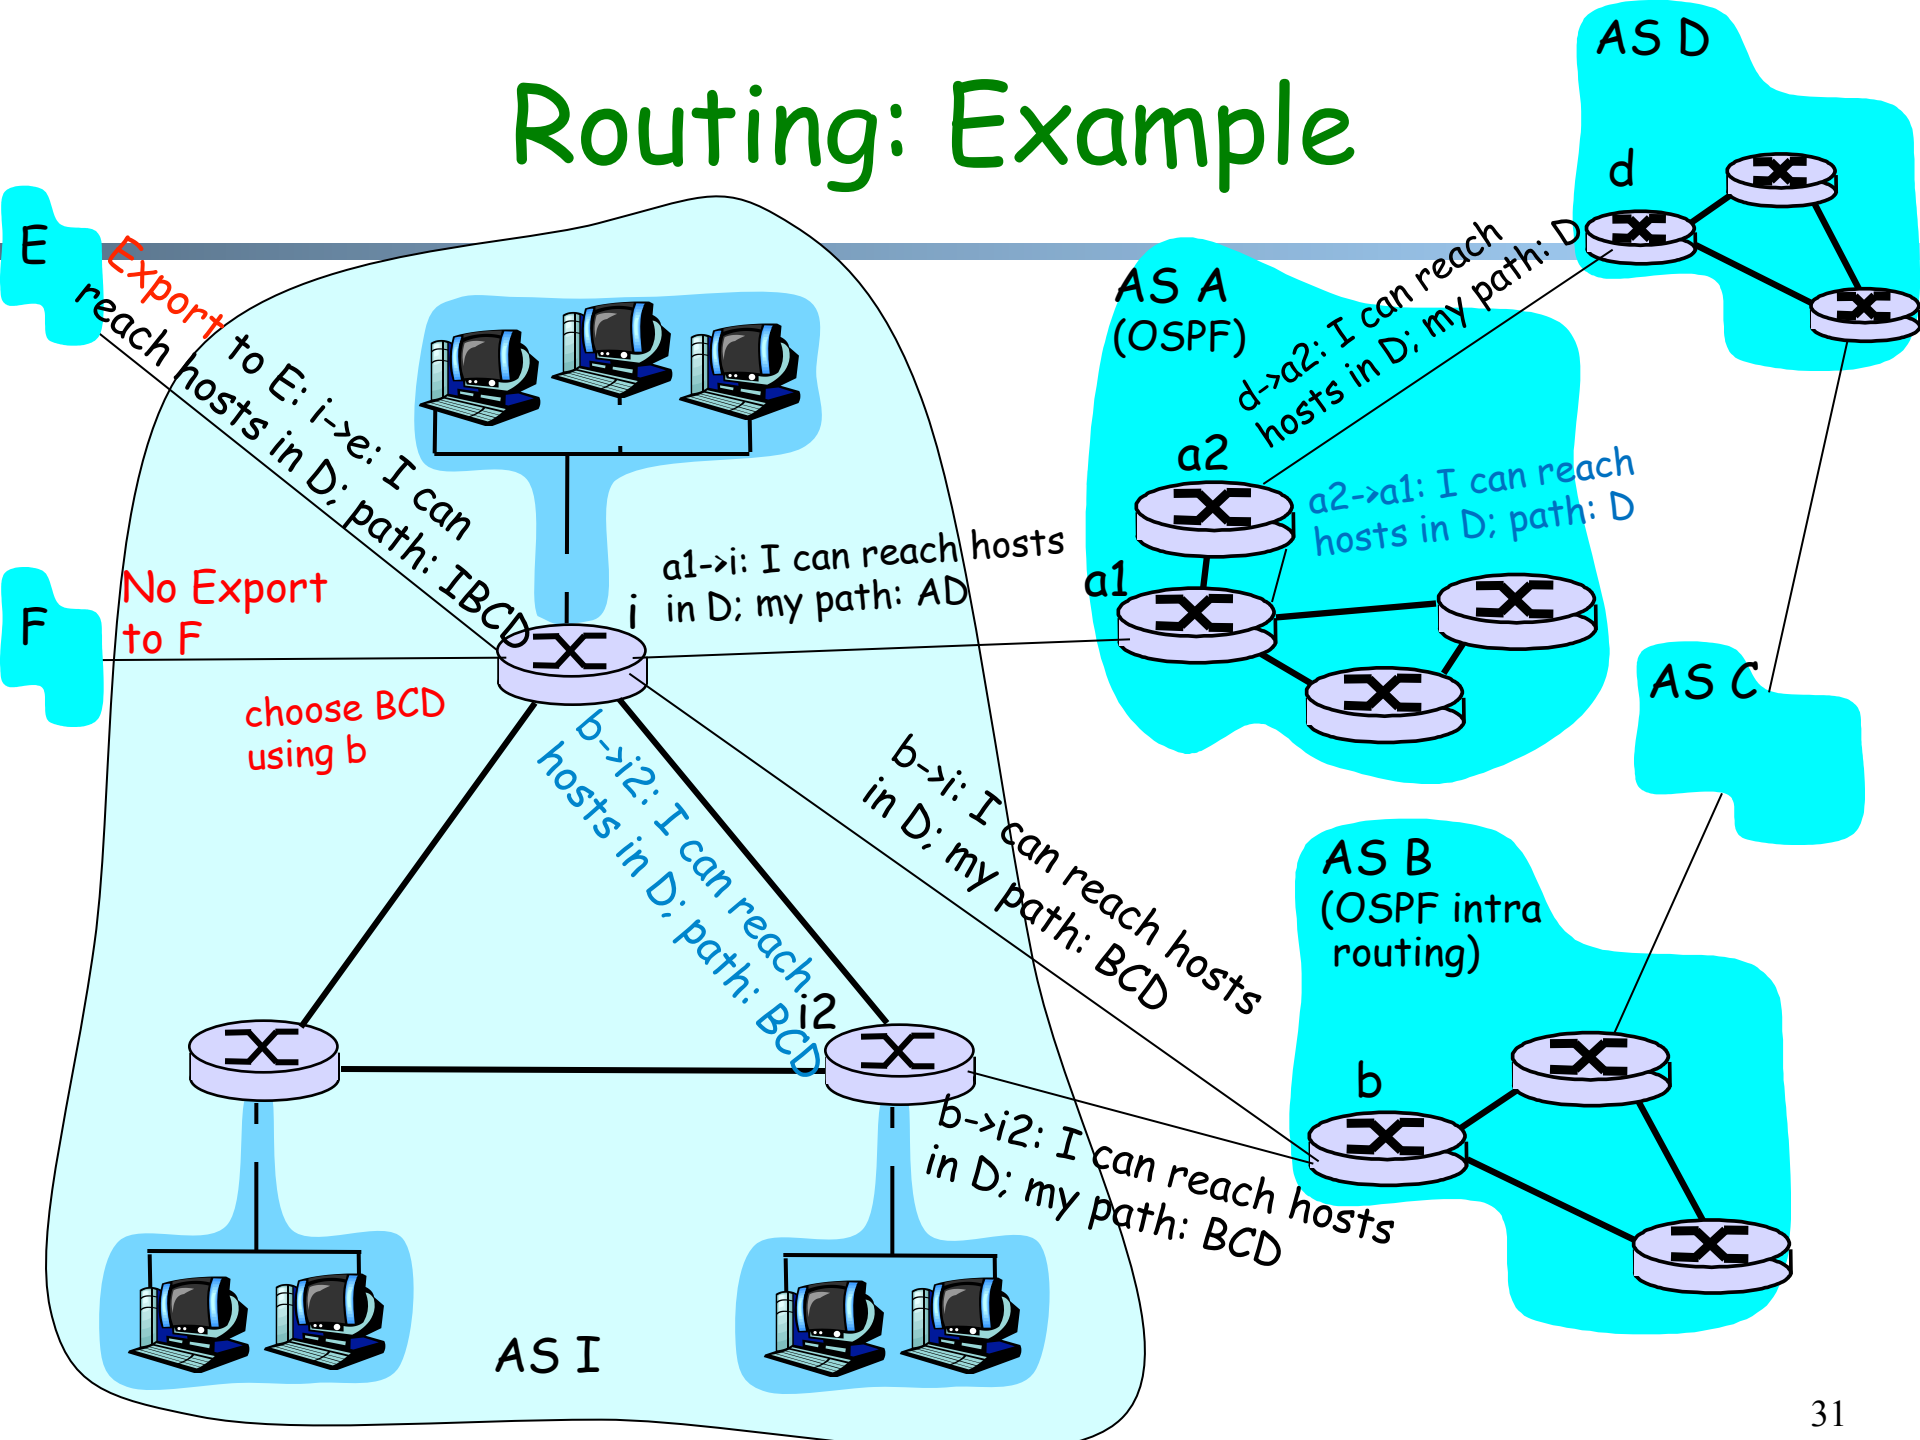 Routing: Example
AS D
d
E
Export to E: i->e: I can
reach hosts in D; path: IBCD
AS A
(OSPF)
d->a2: I can reach
hosts in D; my path: D
a2
a2->a1: I can reach
hosts in D; path: D
a1
a1->i: I can reach hosts
in D; my path: AD
i
F
No Export
to F
choose BCD
using b
AS C
b->i2: I can reach
hosts in D; path: BCD
b->i: I can reach hosts
in D; my path: BCD
AS B
(OSPF intra
routing)
i2
b
b->i2: I can reach hosts
in D; my path: BCD
AS I
31